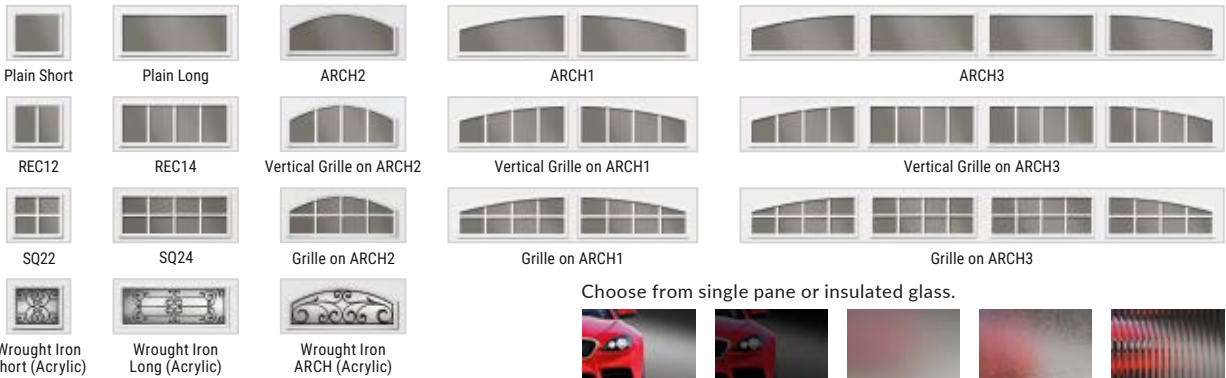 Plain Short
Plain Long
ARCH2
ARCH1
ARCH3
REC12
REC14
Vertical Grille on ARCH2
Vertical Grille on ARCH1
Vertical Grille on ARCH3
SQ22
SQ24
Grille on ARCH2
Grille on ARCH1
Grille on ARCH3
Choose from single pane or insulated glass.
Wrought Iron
hort (Acrylic)
Wrought Iron
Long (Acrylic)
Wrought Iron
ARCH (Acrylic)